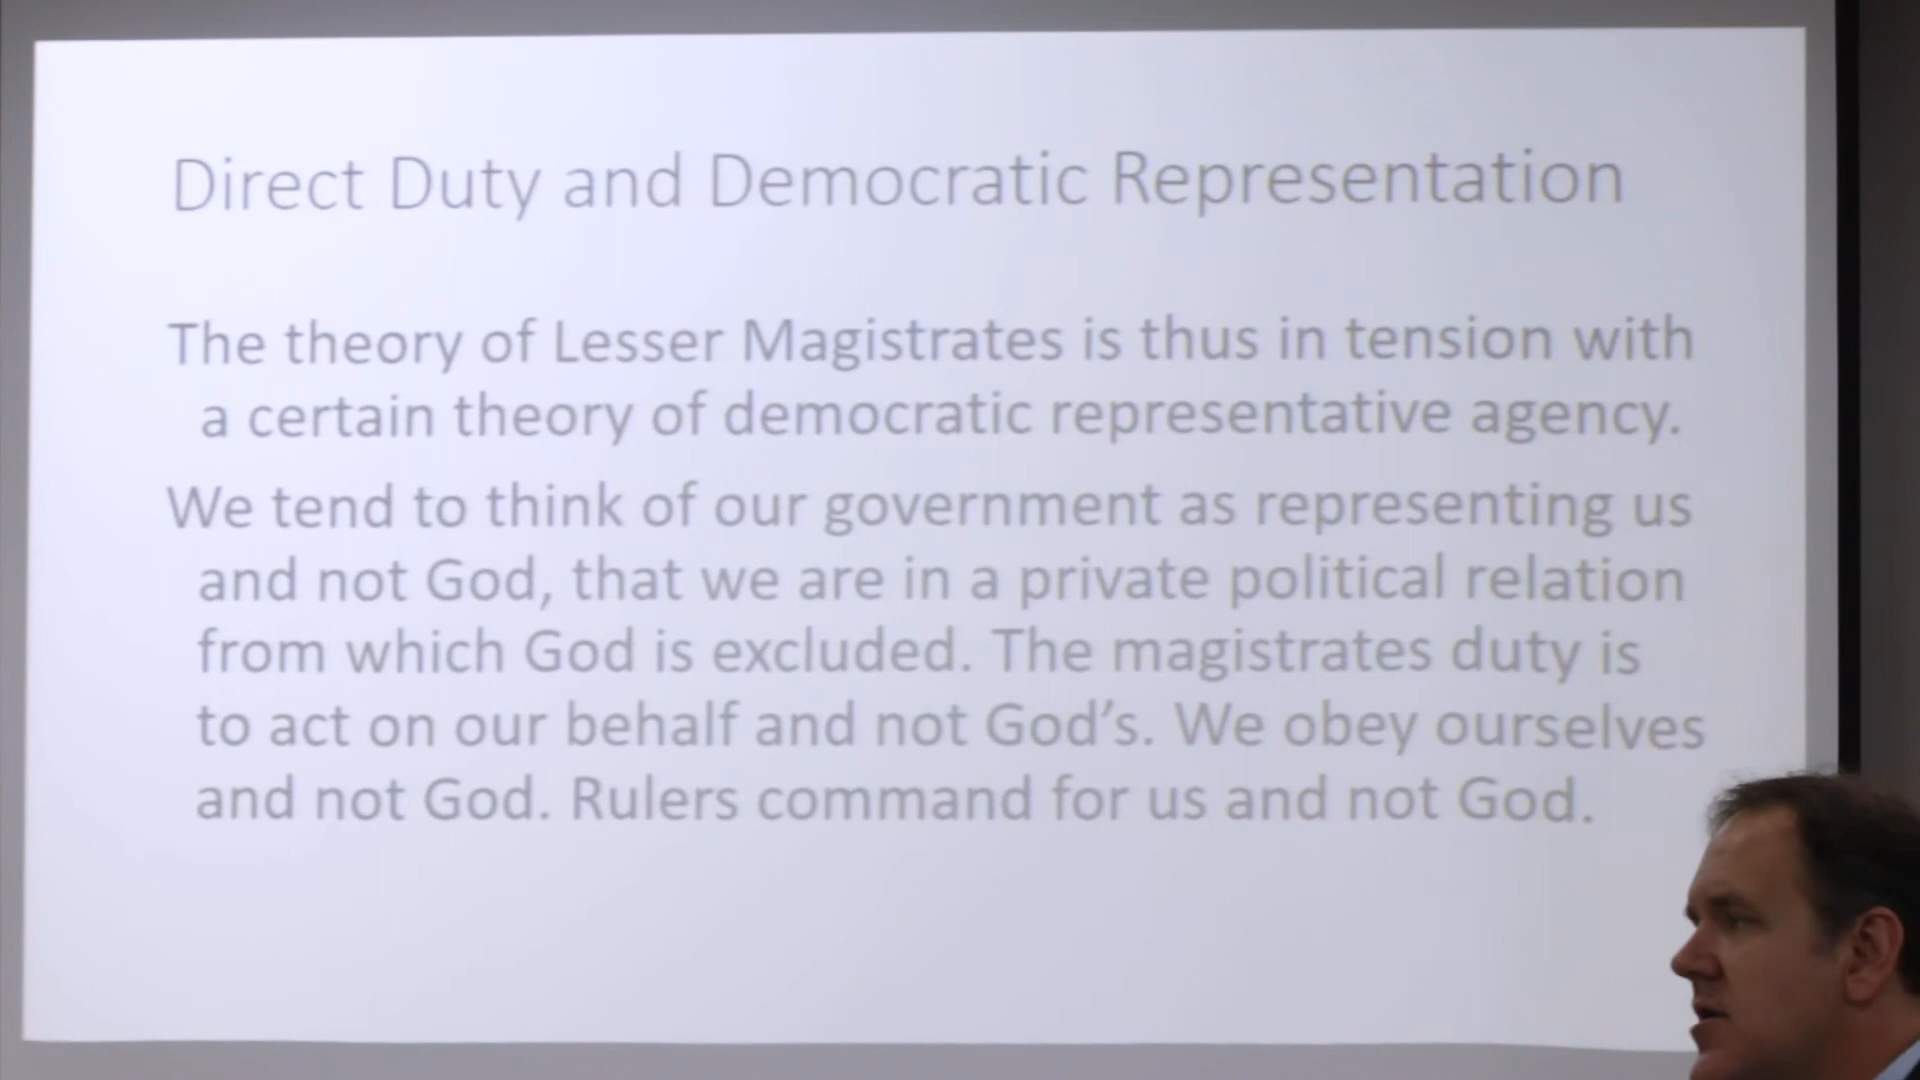 Direct Duty and Democratic Representation
The theory of Lesser Magistrates is thus in tension with
a certain theory of democratic representative agency.
We tend to think of our government as representing us
and not God, that we are in a private political relation
from which God is excluded. The magistrates duty is
to act on our behalf and not God’s. We obey ourselves
and not God. Rulers command for us and not God.